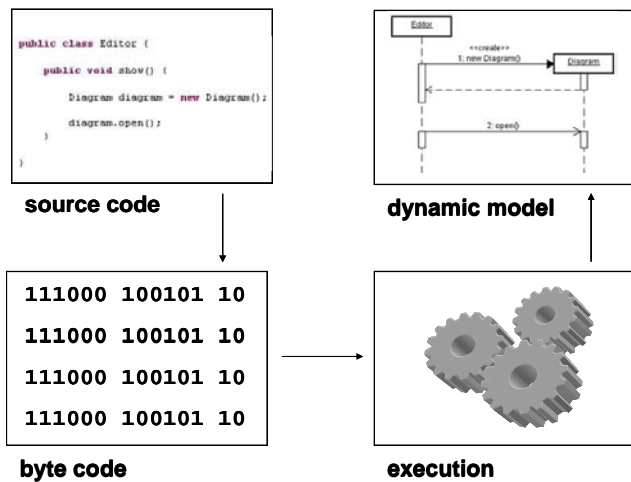 public class Editor {
public void show() {
Diagram diagram = new Diagram();
diagram.open();
}
}
source code
Editor
<<create>>
1: new Diagram()
Diagram
2: open()
dynamic model
111000 100101 10
111000 100101 10
111000 100101 10
111000 100101 10
byte code
execution